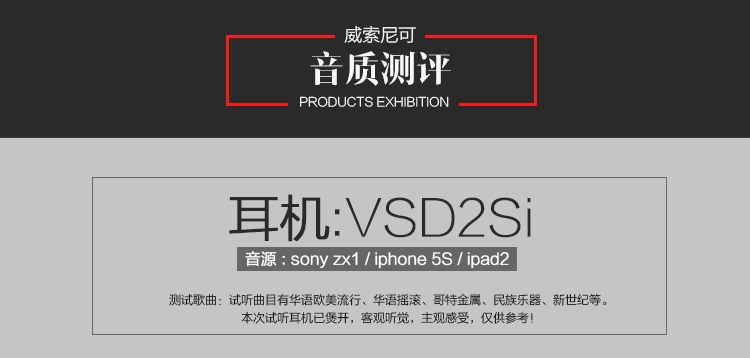 威索尼可
音质测评
PRODUCTS EXHIBITION
耳机:VSD2Si
音源 : sony zx1 / iphone 5S / ipad2
测试歌曲：试听曲目有华语欧美流行、华语摇滚、哥特金属、民族乐器、新世纪等。
本次试听耳机已煲开，客观听觉，主观感受，仅供参考！